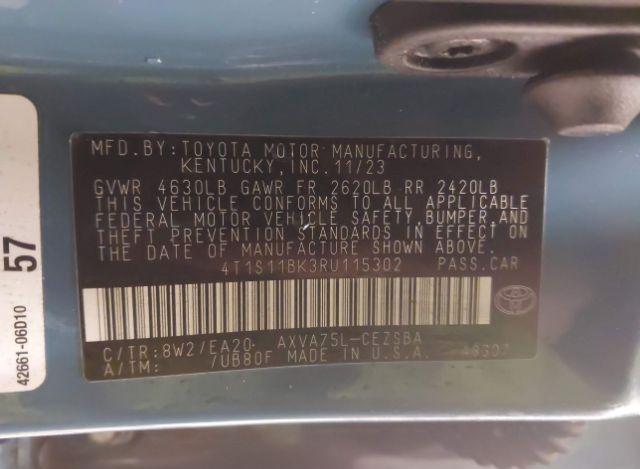 MFD.BY:TOYOTA MOTOR MANUFACTURING,
KENTUCKY, INC. 11/23
GVWR 4630LB GAWR FR 2620LB RR 2420LB
THIS VEHICLE CONFORMS TO ALL APPLICABLE
FEDERAL MOTOR VEHICLE SAFETY, BUMPER, AND
THEFT PREVENTION STANDARDS IN EFFECT ON
THE DATE OF MANUFACTURE SHOWN ABOVE.
4T1S11BK3RU115302 PASS.CAR
C/TR:8W2/EA20 AXVA75L-CEZSBA
A/TM: /UB80F MADE IN U.S.A.
57
42661-06D10